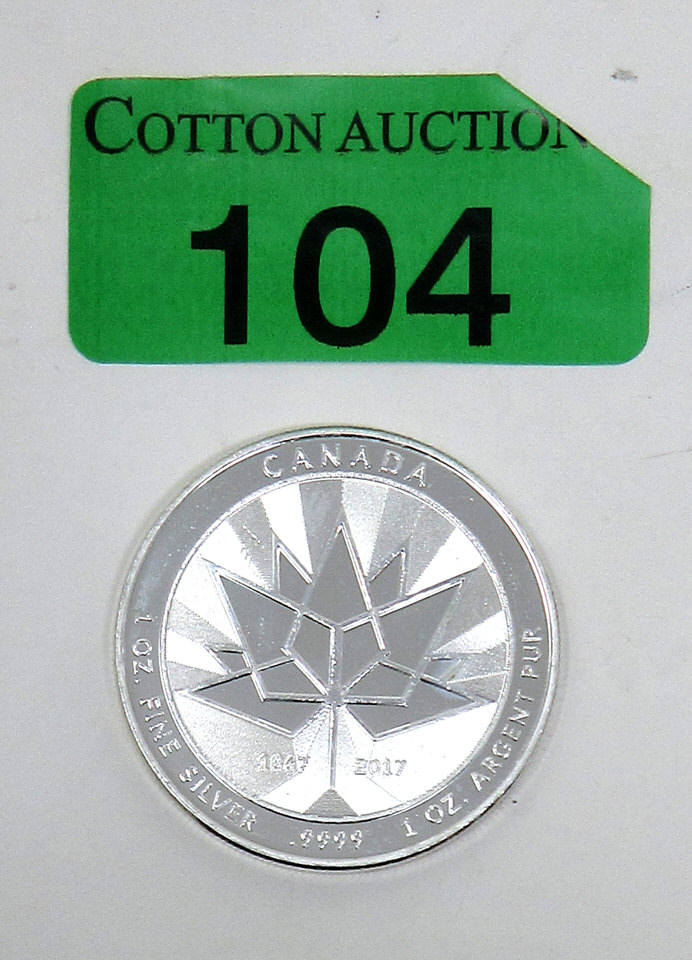 COTTON AUCTION
104
CANADA
1867 2017
1 OZ. FINE SILVER .9999 1 OZ. ARGENT PUR